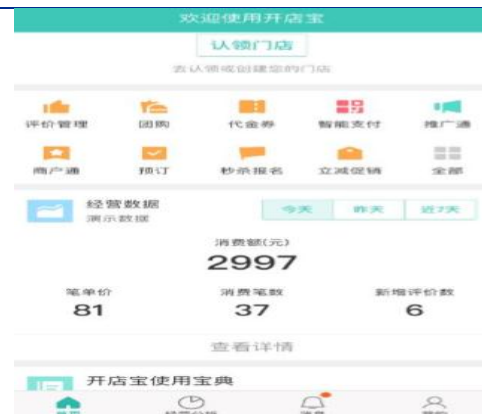 欢迎使用开店宝
认领门店
去认领或创建您的门店
评价管理 团购 代金券 智能支付 推广通
商户通 预订 秒杀报名 立减促销 全部
经营数据 今天 昨天 近7天
演示数据
消费额(元)
2997
笔单价 消费笔数 新增评价数
81 37 6
查看详情
开店宝使用宝典